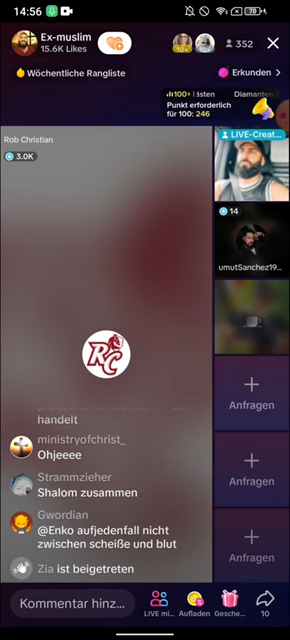 14:56
70
Ex-muslim
15.6K Likes
10+
352
Wöchentliche Rangliste
Erkunden >
100+
Diamanten
Punkt erforderlich
für 100: 246
Rob Christian
3.0K
LIVE-Creat...
14
umutSanchez19...
RC
handelt
ministryofchrist_
Ohjeeee
Strammzieher
Shalom zusammen
Gwordian
@Enko aufjedenfall nicht
zwischen scheiße und blut
Zia ist beigetreten
Anfragen
Anfragen
Anfragen
Kommentar hinz...
LIVE mi...
Aufladen
Gesche...
10